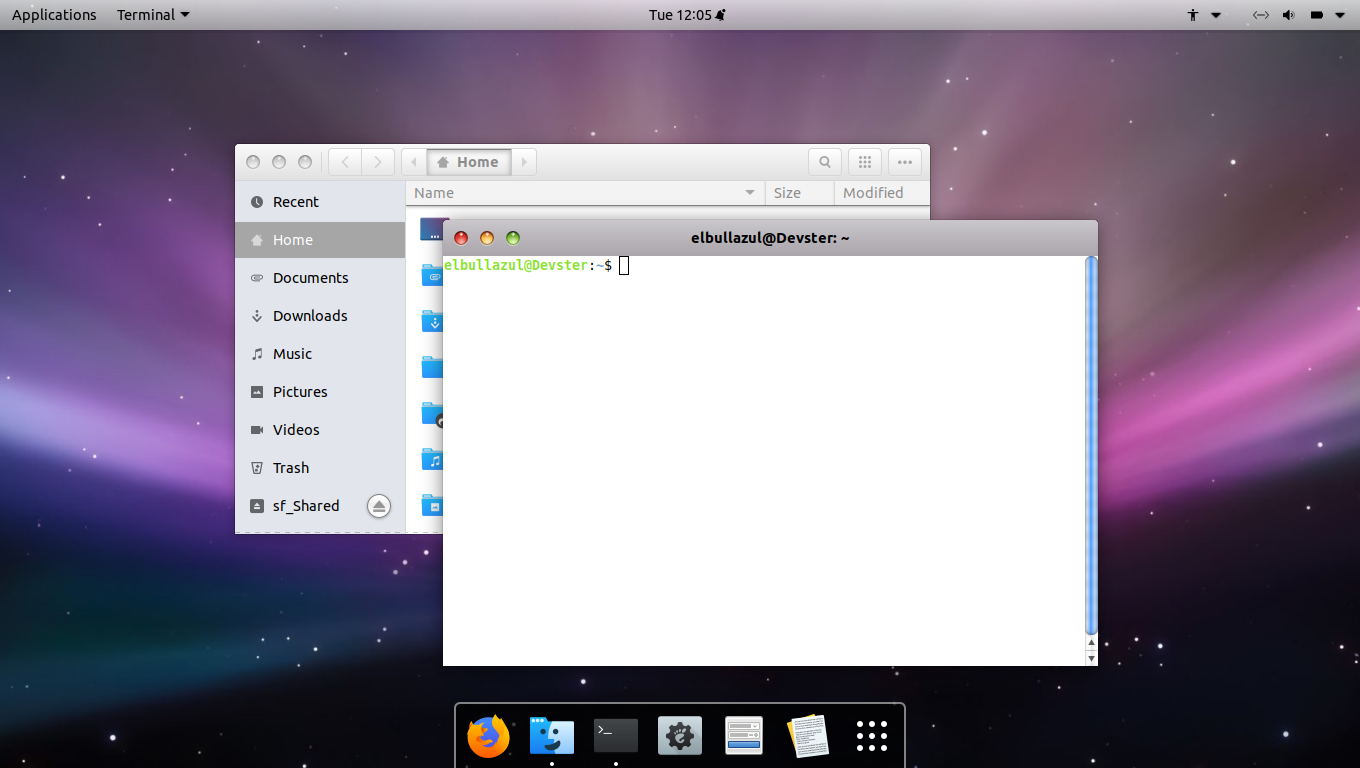 Applications Terminal Tue 12:05
Home
Name Size Modified
Recent
Home
Documents
Downloads
Music
Pictures
Videos
Trash
sf_Shared
elbullazul@Devster: ~
elbullazul@Devster:~$
>_